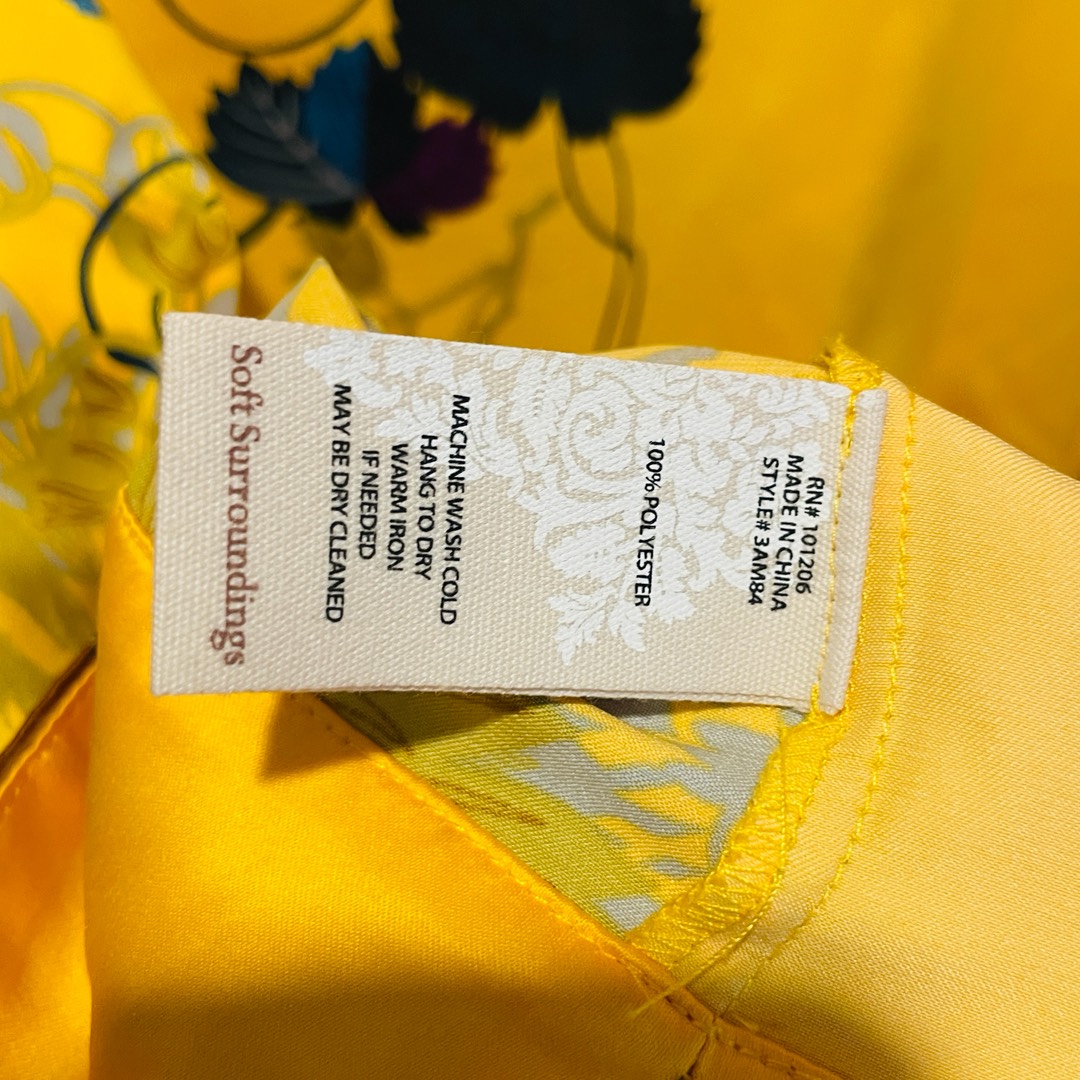 RN# 101206
MADE IN CHINA
STYLE# 3AM84
100% POLYESTER
MACHINE WASH COLD
HANG TO DRY
WARM IRON
IF NEEDED
MAY BE DRY CLEANED
Soft Surroundings